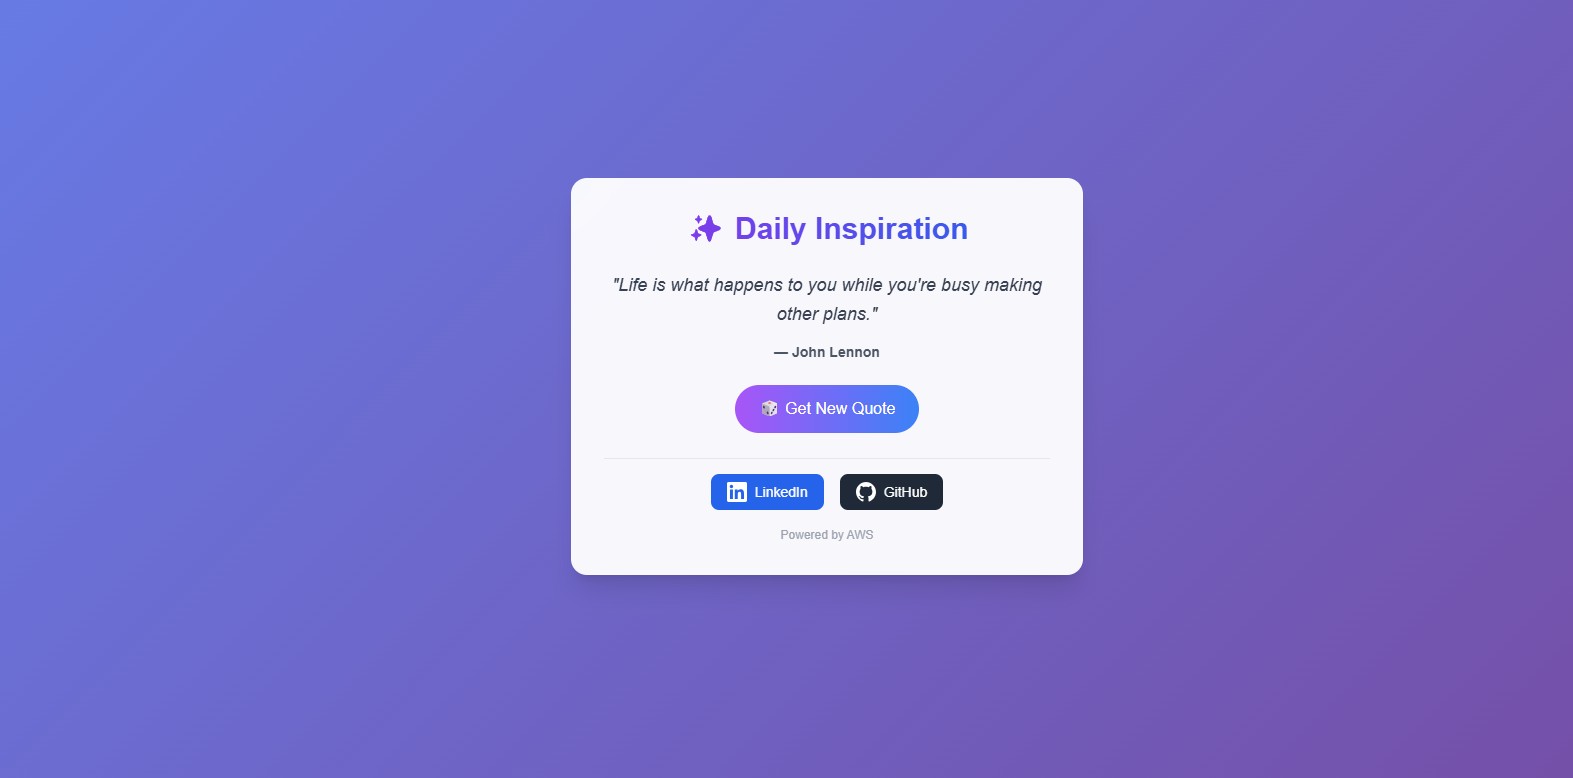 Daily Inspiration
"Life is what happens to you while you're busy making
other plans."
— John Lennon
Get New Quote
LinkedIn
GitHub
Powered by AWS